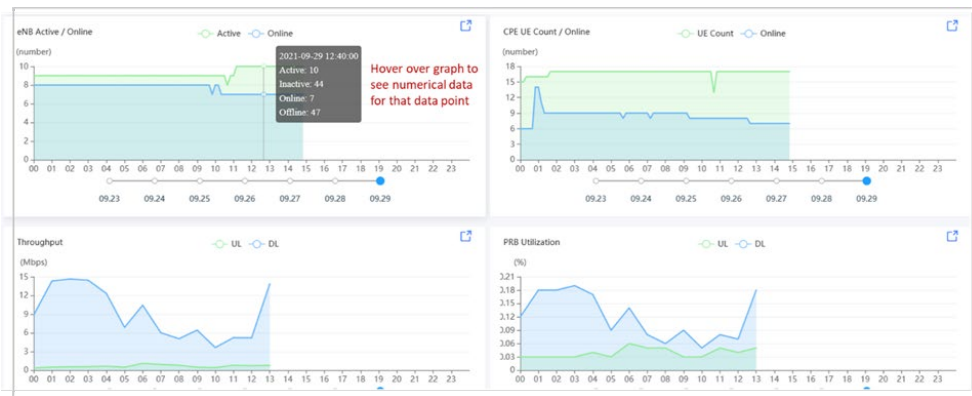 eNB Active / Online
Active Online
(number)
10
8
6
4
2
0
00 01 02 03 04 05 06 07 08 09 10 11 12 13 14 15 16 17 18 19 20 21 22 23
09.23 09.24 09.25 09.26 09.27 09.28 09.29
2021-09-29 12:40:00
Active: 10
Inactive: 44
Online: 7
Offline: 47
Hover over graph to
see numerical data
for that data point
CPE UE Count / Online
UE Count Online
(number)
18
15
12
9
6
3
0
00 01 02 03 04 05 06 07 08 09 10 11 12 13 14 15 16 17 18 19 20 21 22 23
09.23 09.24 09.25 09.26 09.27 09.28 09.29
Throughput
UL DL
(Mbps)
15
12
9
6
3
0
00 01 02 03 04 05 06 07 08 09 10 11 12 13 14 15 16 17 18 19 20 21 22 23
PRB Utilization
UL DL
(%)
0.21
0.18
0.15
0.12
0.09
0.06
0.03
0
00 01 02 03 04 05 06 07 08 09 10 11 12 13 14 15 16 17 18 19 20 21 22 23